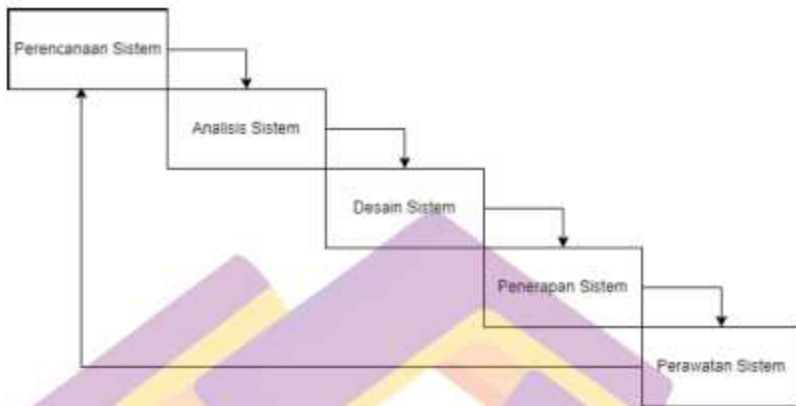 Perencanaan Sistem
Analisis Sistem
Desain Sistem
Penerapan Sistem
Perawatan Sistem